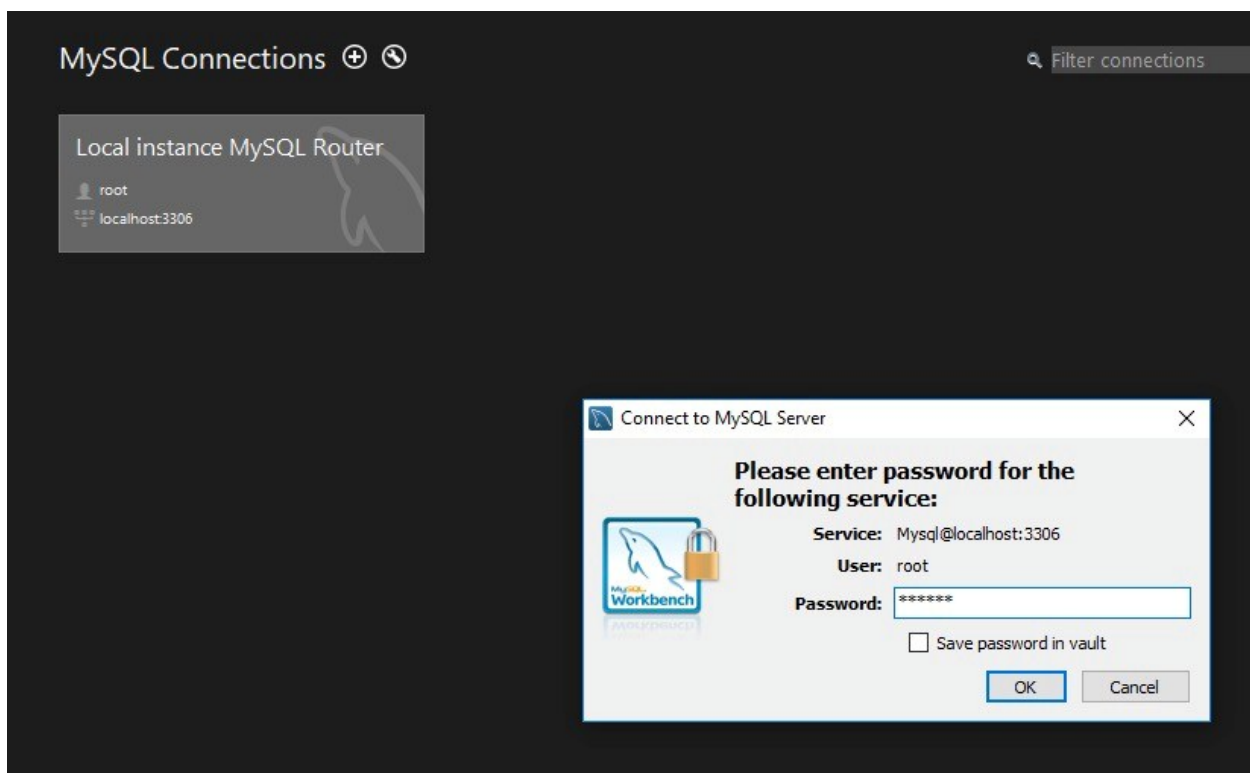 MySQL Connections
Filter connections
Local instance MySQL Router
root
localhost:3306
Connect to MySQL Server
Please enter password for the
following service:
Service: Mysql@localhost:3306
User: root
Password: ******
MySQL
Workbench
Save password in vault
OK Cancel